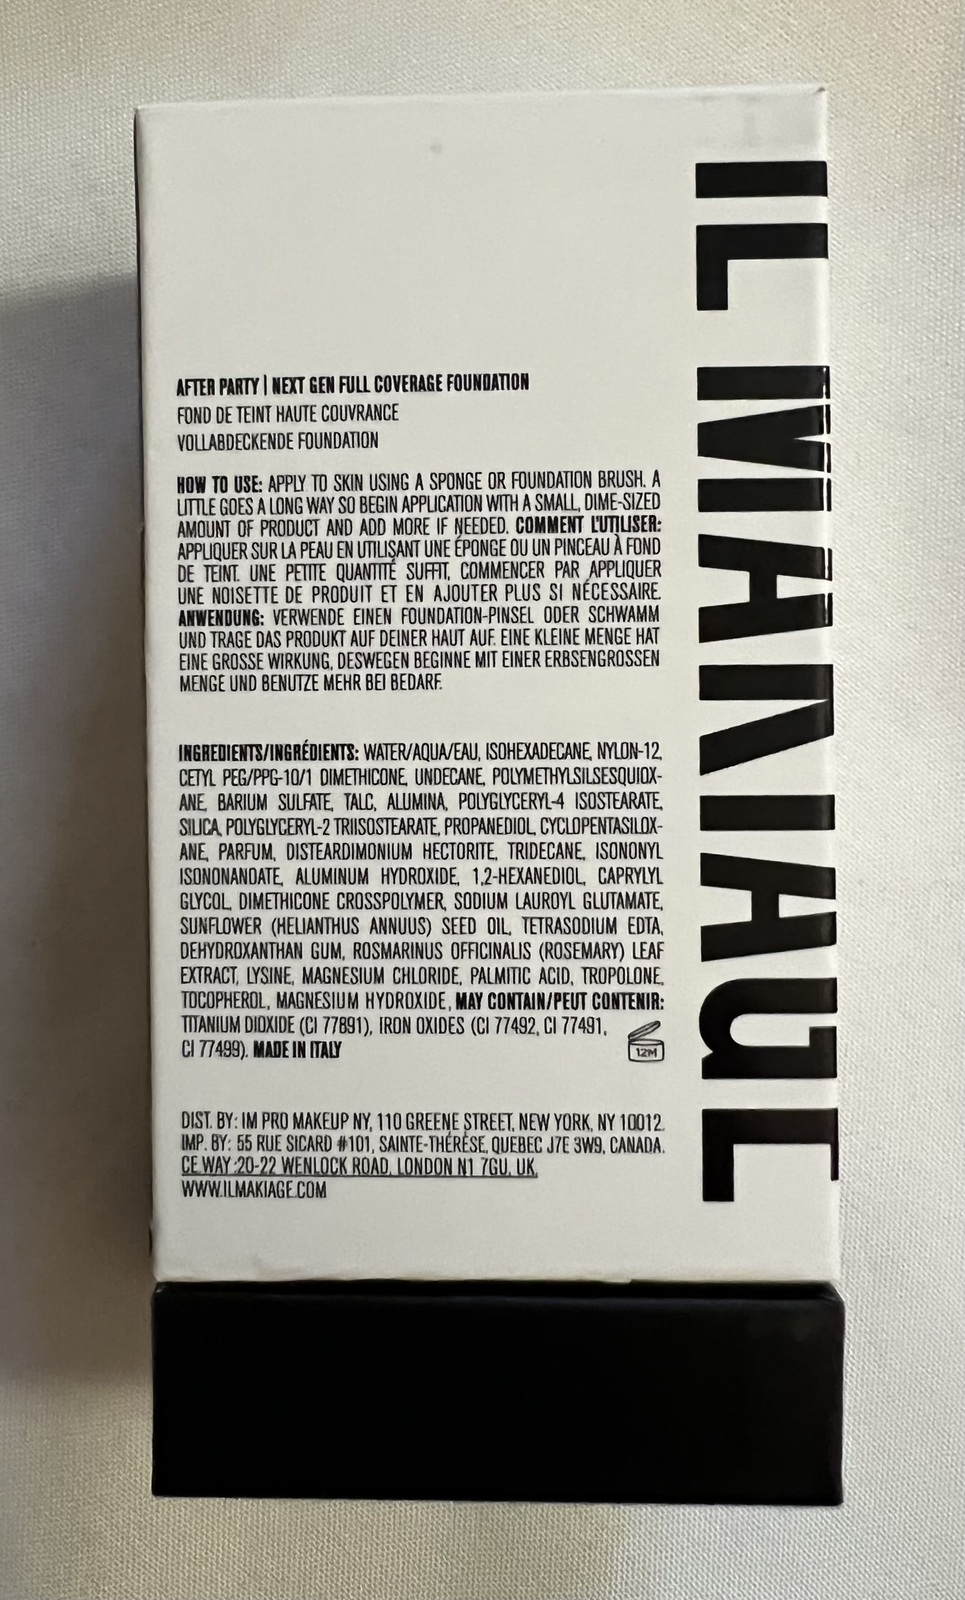 IL MAKIAGE
AFTER PARTY | NEXT GEN FULL COVERAGE FOUNDATION
FOND DE TEINT HAUTE COUVRANCE
VOLLABDECKENDE FOUNDATION
HOW TO USE: APPLY TO SKIN USING A SPONGE OR FOUNDATION BRUSH. A
LITTLE GOES A LONG WAY SO BEGIN APPLICATION WITH A SMALL, DIME-SIZED
AMOUNT OF PRODUCT AND ADD MORE IF NEEDED. COMMENT L'UTILISER:
APPLIQUER SUR LA PEAU EN UTILISANT UNE ÉPONGE OU UN PINCEAU À FOND
DE TEINT. UNE PETITE QUANTITÉ SUFFIT, COMMENCER PAR APPLIQUER
UNE NOISETTE DE PRODUIT ET EN AJOUTER PLUS SI NÉCESSAIRE.
ANWENDUNG: VERWENDE EINEN FOUNDATION-PINSEL ODER SCHWAMM
UND TRAGE DAS PRODUKT AUF DEINER HAUT AUF. EINE KLEINE MENGE HAT
EINE GROSSE WIRKUNG, DESWEGEN BEGINNE MIT EINER ERBSENGROSSEN
MENGE UND BENUTZE MEHR BEI BEDARF.
INGREDIENTS/INGRÉDIENTS: WATER/AQUA/EAU, ISOHEXADECANE, NYLON-12,
CETYL PEG/PPG-10/1 DIMETHICONE, UNDECANE, POLYMETHYLSILSESQUIOX-
ANE, BARIUM SULFATE, TALC, ALUMINA, POLYGLYCERYL-4 ISOSTEARATE,
SILICA, POLYGLYCERYL-2 TRIISOSTEARATE, PROPANEDIOL, CYCLOPENTASILOX-
ANE, PARFUM, DISTEARDIMONIUM HECTORITE, TRIDECANE, ISONONYL
ISONONANOATE, ALUMINUM HYDROXIDE, 1,2-HEXANEDIOL, CAPRYLYL
GLYCOL, DIMETHICONE CROSSPOLYMER, SODIUM LAUROYL GLUTAMATE,
SUNFLOWER (HELIANTHUS ANNUUS) SEED OIL, TETRASODIUM EDTA,
DEHYDROXANTHAN GUM, ROSMARINUS OFFICINALIS (ROSEMARY) LEAF
EXTRACT, LYSINE, MAGNESIUM CHLORIDE, PALMITIC ACID, TROPOLONE,
TOCOPHEROL, MAGNESIUM HYDROXIDE, MAY CONTAIN/PEUT CONTENIR:
TITANIUM DIOXIDE (CI 77891), IRON OXIDES (CI 77492, CI 77491,
CI 77499). MADE IN ITALY
12M
DIST. BY: IM PRO MAKEUP NY, 110 GREENE STREET, NEW YORK, NY 10012.
IMP. BY: 55 RUE SICARD #101, SAINTE-THÉRÈSE, QUEBEC J7E 3W9, CANADA.
CE WAY :20-22 WENLOCK ROAD, LONDON N1 7GU, UK,
WWW.ILMAKIAGE.COM